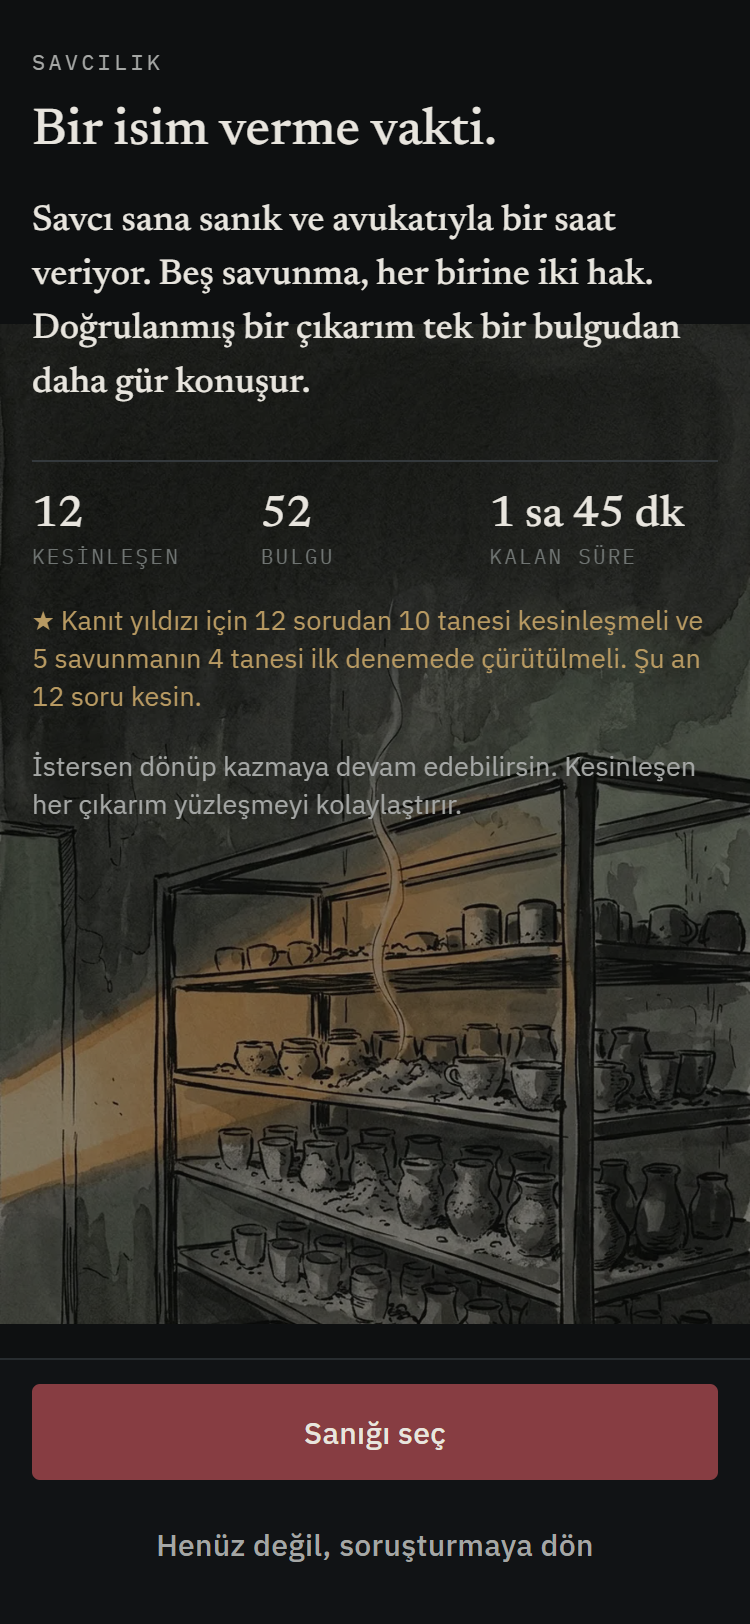 SAVCILIK
Bir isim verme vakti.
Savcı sana sanık ve avukatıyla bir saat
veriyor. Beş savunma, her birine iki hak.
Doğrulanmış bir çıkarım tek bir bulgudan
daha gür konuşur.
12 52 1 sa 45 dk
KESİNLEŞEN BULGU KALAN SÜRE
★ Kanıt yıldızı için 12 sorudan 10 tanesi kesinleşmeli ve
5 savunmanın 4 tanesi ilk denemede çürütülmeli. Şu an
12 soru kesin.
İstersen dönüp kazmaya devam edebilirsin. Kesinleşen
her çıkarım yüzleşmeyi kolaylaştırır.
Sanığı seç
Henüz değil, soruşturmaya dön